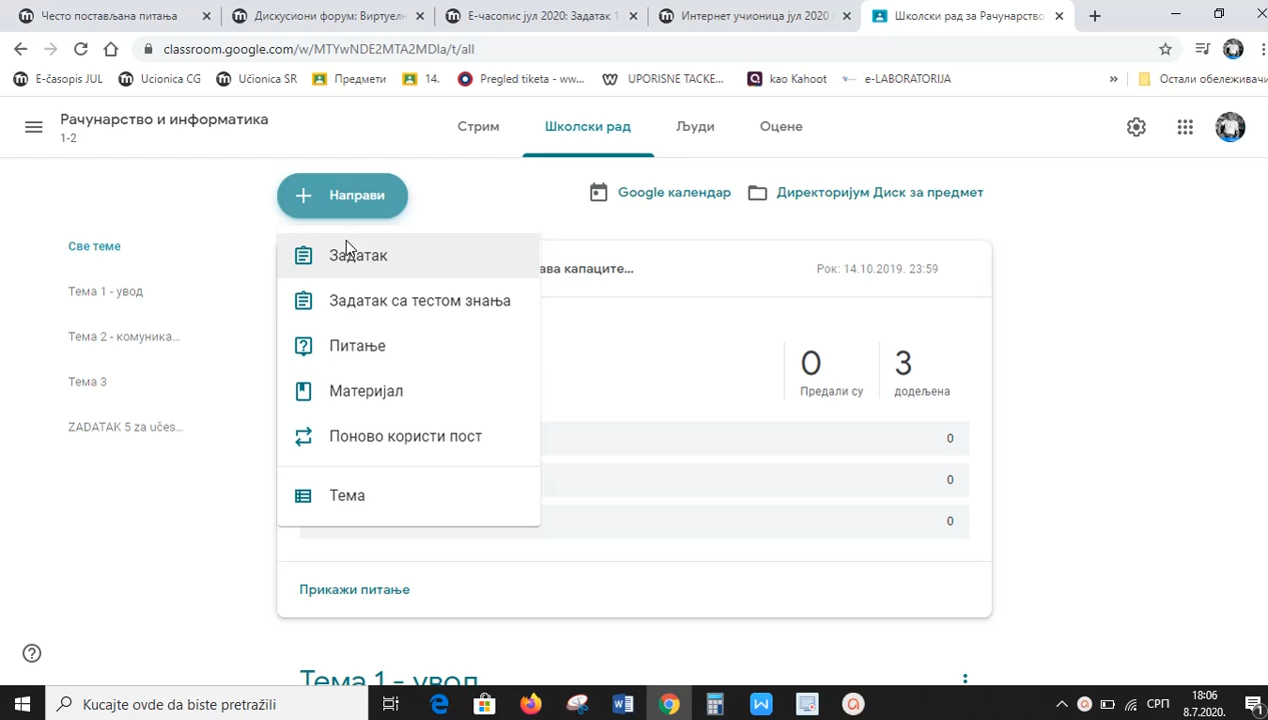 Често постављана питања
Дискусиони форум: Виртуелн
Е-часопис јул 2020: Задатак 1
Интернет учионица јул 2020
Школски рад за Рачунарство
classroom.google.com/w/MTYwNDE2MTA2MDla/t/all
E-časopis JUL
Ucionica CG
Učionica SR
Предмети
14.
Pregled tiketa - ww...
UPORISNE TACKE...
kao Kahoot
e-LABORATORIJA
»
Остали обележивачи
Рачунарство и информатика
1-2
Стрим
Школски рад
Људи
Оцене
Направи
Google календар
Директоријум Диск за предмет
Све теме
Тема 1 - увод
Тема 2 - комуника...
Тема 3
ZADATAK 5 za učes...
Задатак
Задатак са тестом знања
Питање
Материјал
Поново користи пост
Тема
ава капаците...
Рок: 14.10.2019. 23:59
0
Предали су
3
додељена
0
0
0
Прикажи питање
Тема 1 - увод
Kucajte ovde da biste pretražili
СРП
18:06
8.7.2020.
1